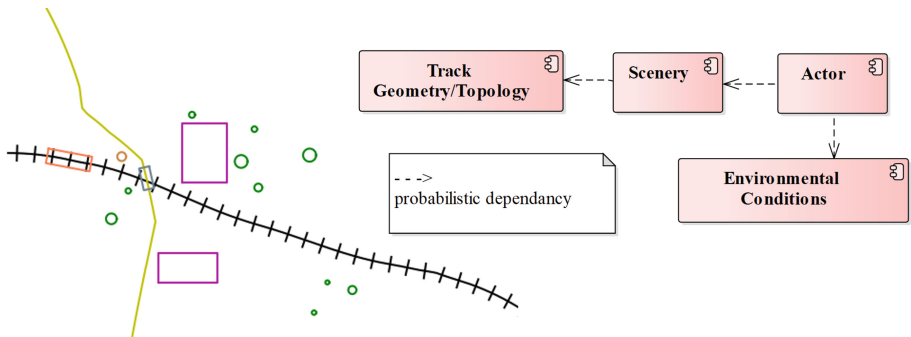 Track
Geometry/Topology
Scenery
Actor
- - ->
probabilistic dependancy
Environmental
Conditions